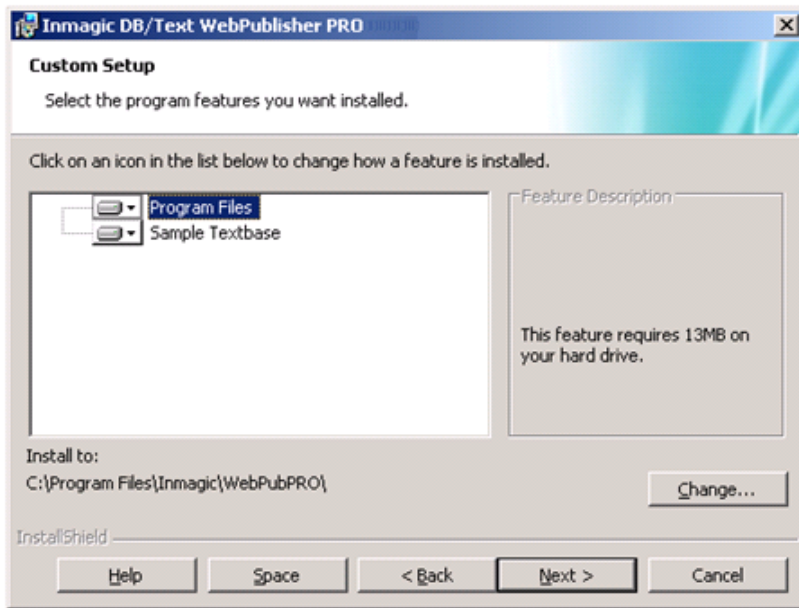 Inmagic DB/Text WebPublisher PRO
Custom Setup
Select the program features you want installed.
Click on an icon in the list below to change how a feature is installed.
Program Files
Sample Textbase
Feature Description
This feature requires 13MB on
your hard drive.
Install to:
C:\Program Files\Inmagic\WebPubPRO\
Change...
InstallShield
Help
Space
< Back
Next >
Cancel